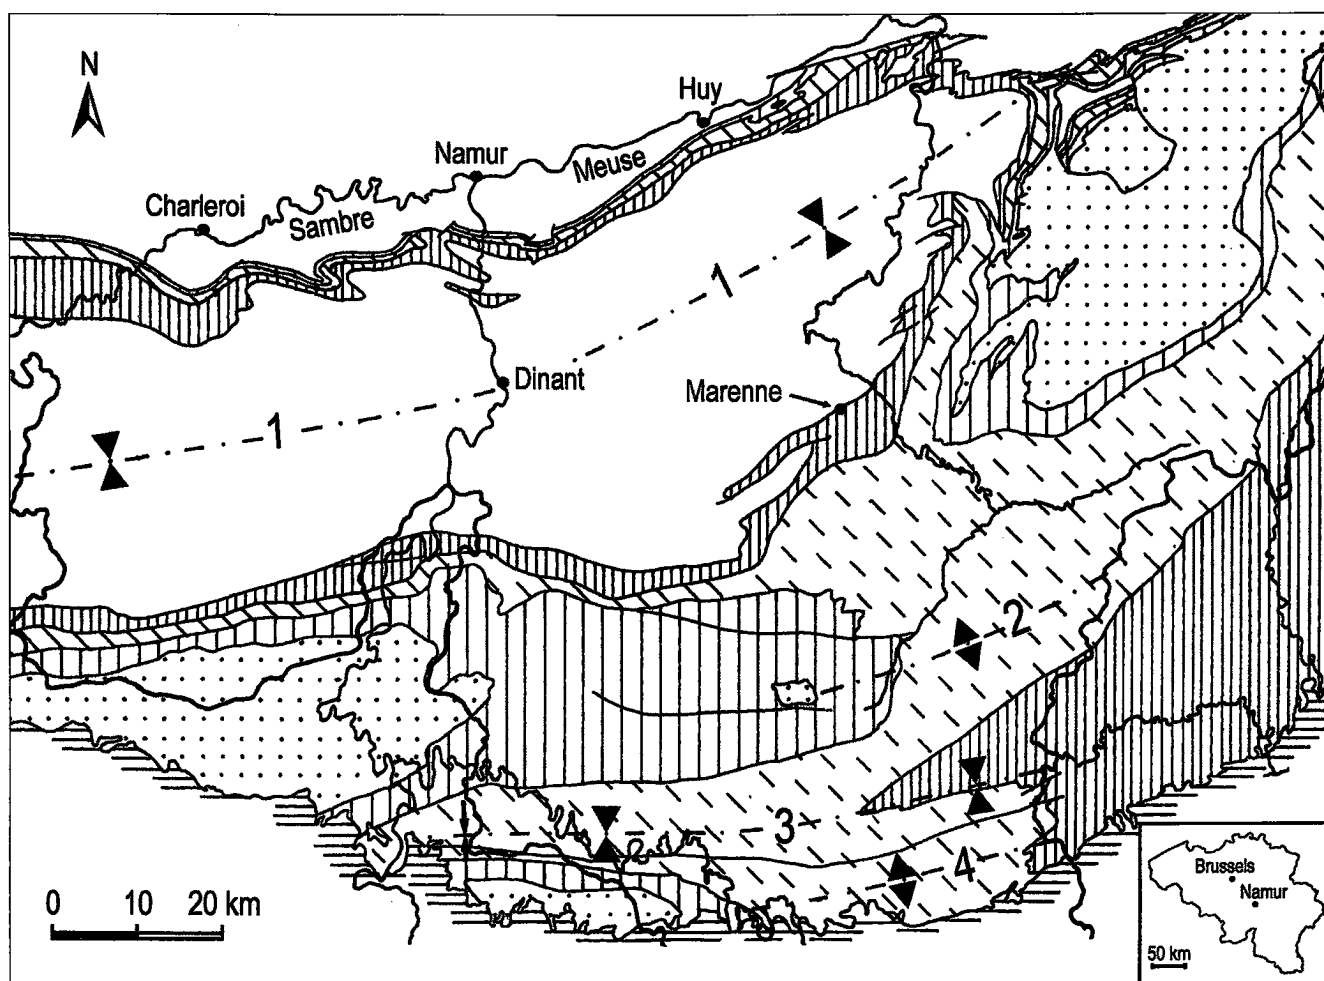 N
Huy
Namur
Meuse
Charleroi
Sambre
1
Dinant
Marenne
1
2
3
4
0 10 20 km
Brussels
Namur
50 km